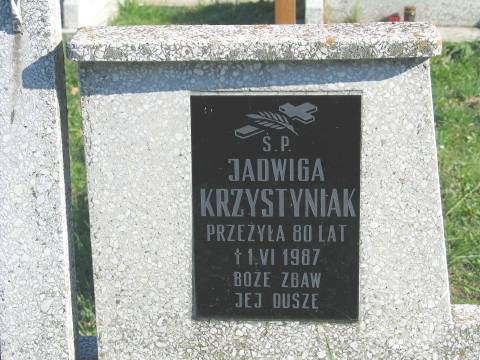 Ś.P.
JADWIGA
KRZYSTYNIAK
PRZEŻYŁA 80 LAT
† 1.VI 1987
BOŻE ZBAW
JEJ DUSZĘ